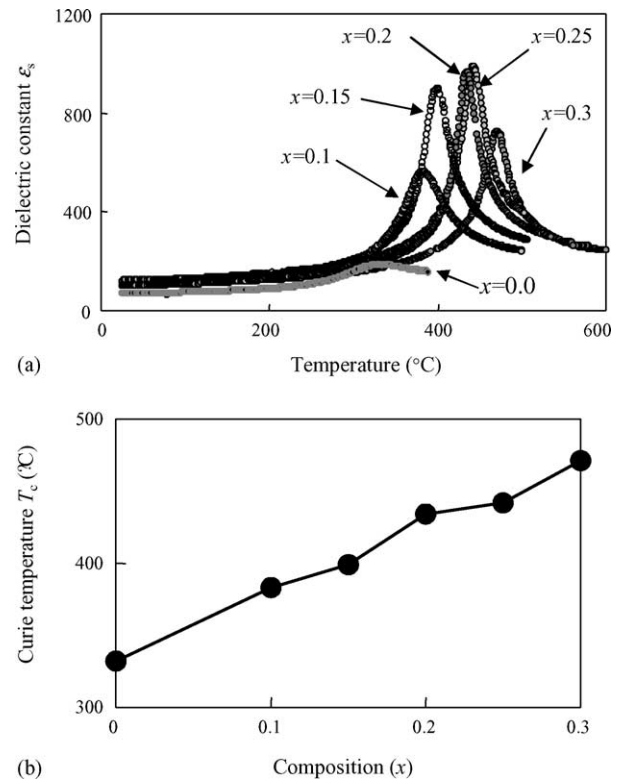 1200
800
400
0
Dielectric constant εs
x=0.2
x=0.25
x=0.15
x=0.3
x=0.1
x=0.0
0 200 400 600
(a) Temperature (°C)
500
400
300
Curie temperature Tc (?C)
0 0.1 0.2 0.3
(b) Composition (x)